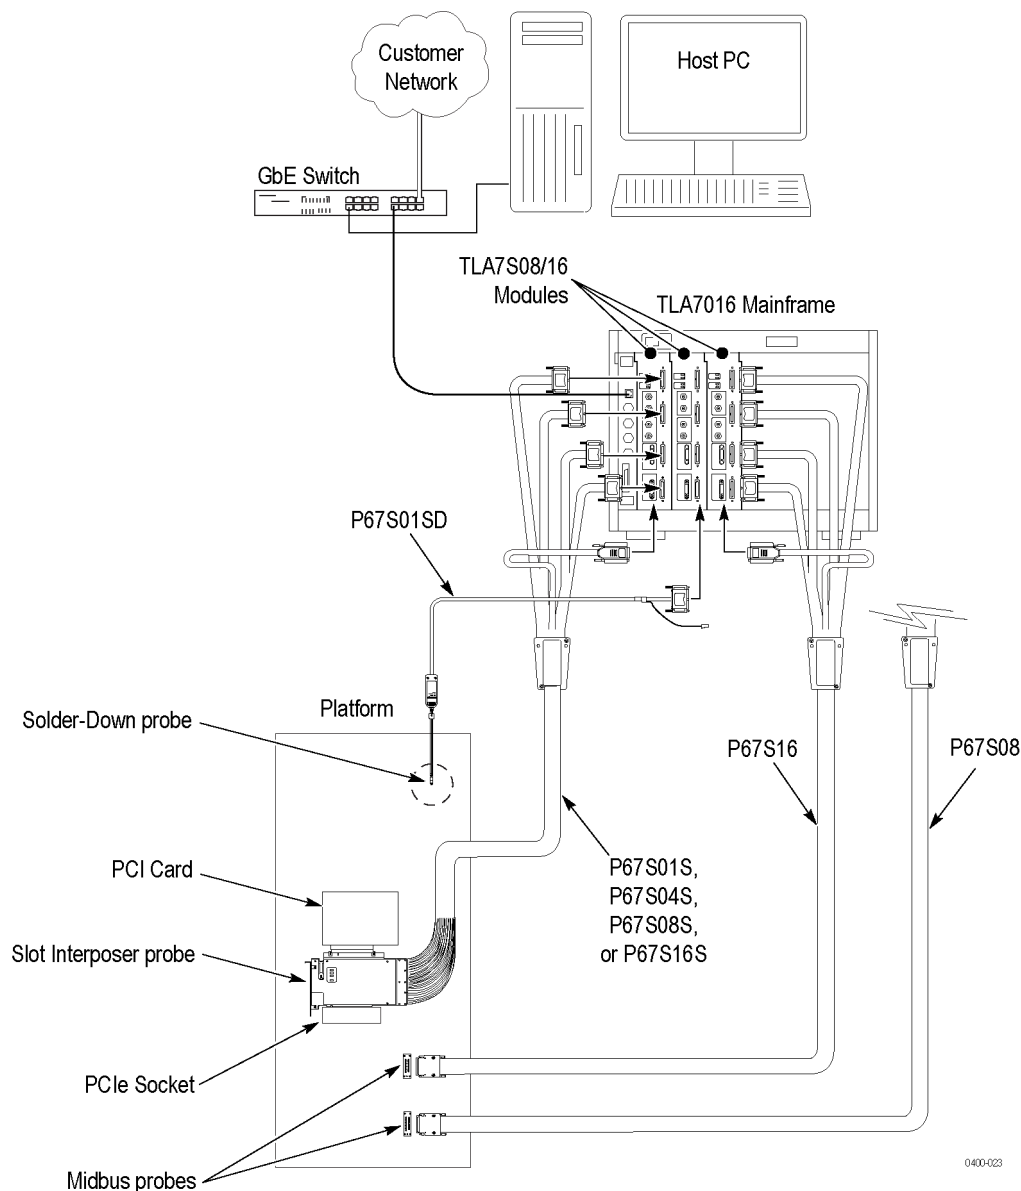 Customer
Network
Host PC
GbE Switch
TLA7S08/16
Modules
TLA7016 Mainframe
P67S01SD
Platform
Solder-Down probe
P67S16
P67S08
PCI Card
P67S01S,
P67S04S,
P67S08S,
or P67S16S
Slot Interposer probe
PCIe Socket
Midbus probes
0400-023